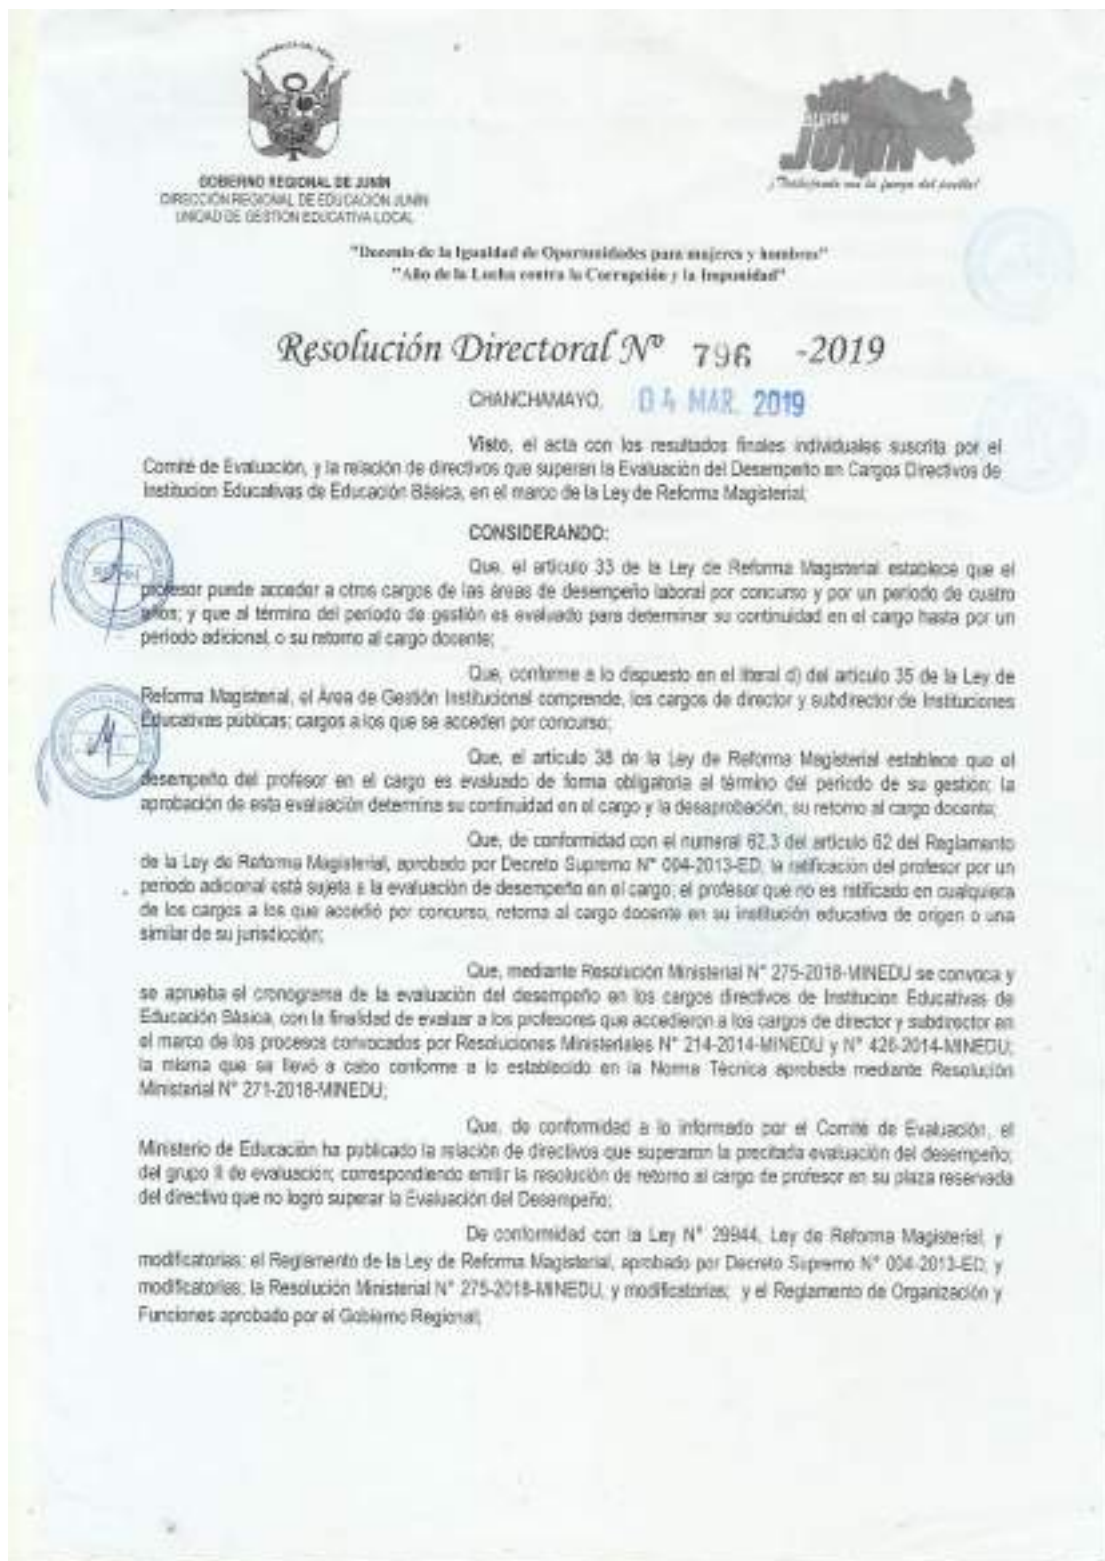 GOBIERNO REGIONAL DE JUNÍN
DIRECCIÓN REGIONAL DE EDUCACIÓN JUNÍN
UNIDAD DE GESTIÓN EDUCATIVA LOCAL
REGIÓN
JUNÍN
¡Trabajando con la fuerza del pueblo!
"Decenio de la Igualdad de Oportunidades para mujeres y hombres"
"Año de la Lucha contra la Corrupción y la Impunidad"
Resolución Directoral Nº 796 -2019
CHANCHAMAYO, 04 MAR. 2019
Visto, el acta con los resultados finales individuales suscrita por el
Comité de Evaluación, y la relación de directivos que superan la Evaluación del Desempeño en Cargos Directivos de
Institucion Educativas de Educación Básica, en el marco de la Ley de Reforma Magisterial;
CONSIDERANDO:
Que, el artículo 33 de la Ley de Reforma Magisterial establece que el
profesor puede acceder a otros cargos de las áreas de desempeño laboral por concurso y por un periodo de cuatro
años; y que al término del periodo de gestión es evaluado para determinar su continuidad en el cargo hasta por un
periodo adicional, o su retorno al cargo docente;
Que, conforme a lo dispuesto en el literal d) del artículo 35 de la Ley de
Reforma Magisterial, el Área de Gestión Institucional comprende, los cargos de director y subdirector de Instituciones
Educativas públicas; cargos a los que se acceden por concurso;
Que, el artículo 38 de la Ley de Reforma Magisterial establece que el
desempeño del profesor en el cargo es evaluado de forma obligatoria al término del periodo de su gestión; la
aprobación de esta evaluación determina su continuidad en el cargo y la desaprobación, su retorno al cargo docente;
Que, de conformidad con el numeral 62.3 del artículo 62 del Reglamento
de la Ley de Reforma Magisterial, aprobado por Decreto Supremo N° 004-2013-ED, la ratificación del profesor por un
periodo adicional está sujeta a la evaluación de desempeño en el cargo; el profesor que no es ratificado en cualquiera
de los cargos a los que accedió por concurso, retorna al cargo docente en su institución educativa de origen o una
similar de su jurisdicción;
Que, mediante Resolución Ministerial N° 275-2018-MINEDU se convoca y
se aprueba el cronograma de la evaluación del desempeño en los cargos directivos de Institucion Educativas de
Educación Básica, con la finalidad de evaluar a los profesores que accedieron a los cargos de director y subdirector en
el marco de los procesos convocados por Resoluciones Ministeriales N° 214-2014-MINEDU y N° 426-2014-MINEDU;
la misma que se llevó a cabo conforme a lo establecido en la Norma Técnica aprobada mediante Resolución
Ministerial N° 271-2018-MINEDU;
Que, de conformidad a lo informado por el Comité de Evaluación, el
Ministerio de Educación ha publicado la relación de directivos que superaron la precitada evaluación del desempeño;
del grupo II de evaluación; correspondiendo emitir la resolución de retorno al cargo de profesor en su plaza reservada
del directivo que no logró superar la Evaluación del Desempeño;
De conformidad con la Ley N° 29944, Ley de Reforma Magisterial, y
modificatorias; el Reglamento de la Ley de Reforma Magisterial, aprobado por Decreto Supremo N° 004-2013-ED, y
modificatorias; la Resolución Ministerial N° 275-2018-MINEDU, y modificatorias; y el Reglamento de Organización y
Funciones aprobado por el Gobierno Regional;